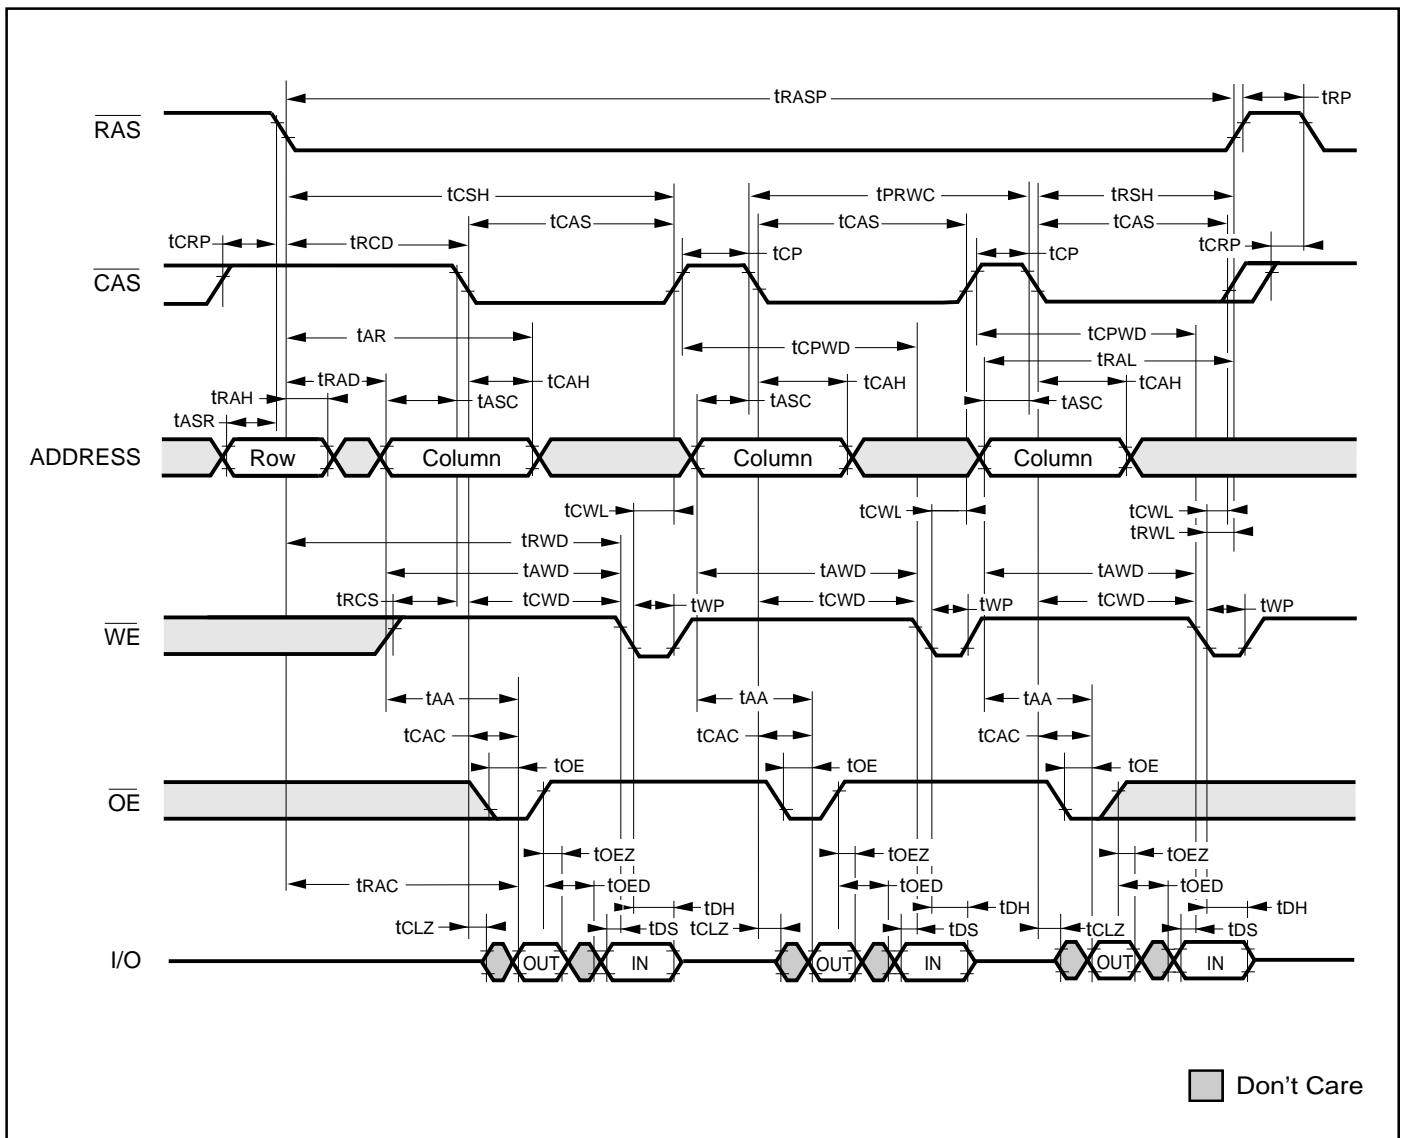 tRASP tRP
RAS
tCSH tPRWC tRSH
tCAS tCAS tCAS
tCRP tRCD tCP tCP tCRP
CAS
tAR tCPWD tCPWD
tRAL
tRAH tRAD tCAH tCAH tCAH
tASR tASC tASC tASC
ADDRESS Row Column Column Column
tCWL tCWL tCWL
tRWL
tRWD
tAWD tAWD tAWD
tRCS tCWD tWP tCWD tWP tCWD tWP
WE
tAA tAA tAA
tCAC tCAC tCAC
tOE tOE tOE
OE
tOEZ tOEZ tOEZ
tRAC tOED tOED tOED
tDH tDH tDH
tCLZ tDS tCLZ tDS tCLZ tDS
I/O OUT IN OUT IN OUT IN
Don't Care